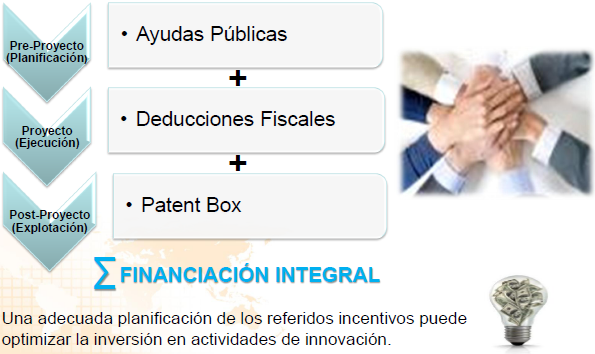 Pre-Proyecto
(Planificación)
• Ayudas Públicas
+
Proyecto
(Ejecución)
• Deducciones Fiscales
+
Post-Proyecto
(Explotación)
• Patent Box
∑ FINANCIACIÓN INTEGRAL
Una adecuada planificación de los referidos incentivos puede
optimizar la inversión en actividades de innovación.